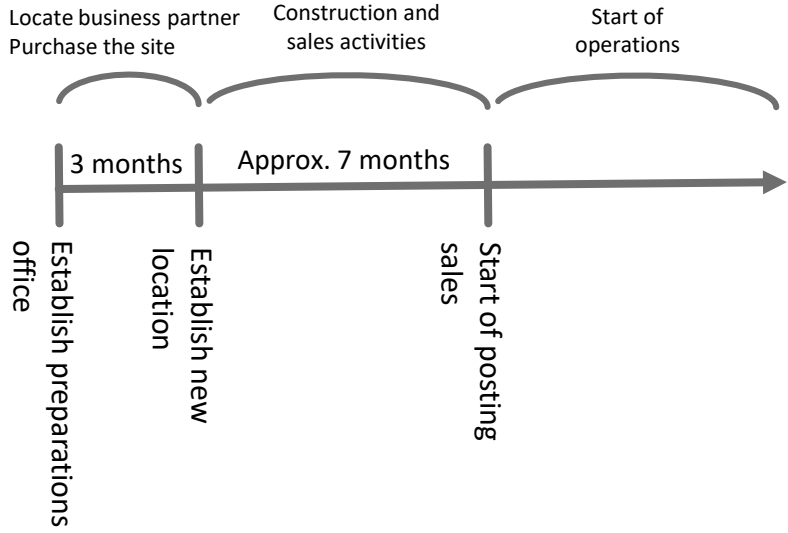 Locate business partner
Purchase the site
Construction and
sales activities
Start of
operations
3 months
Approx. 7 months
Establish preparations
office
Establish new
location
Start of posting
sales